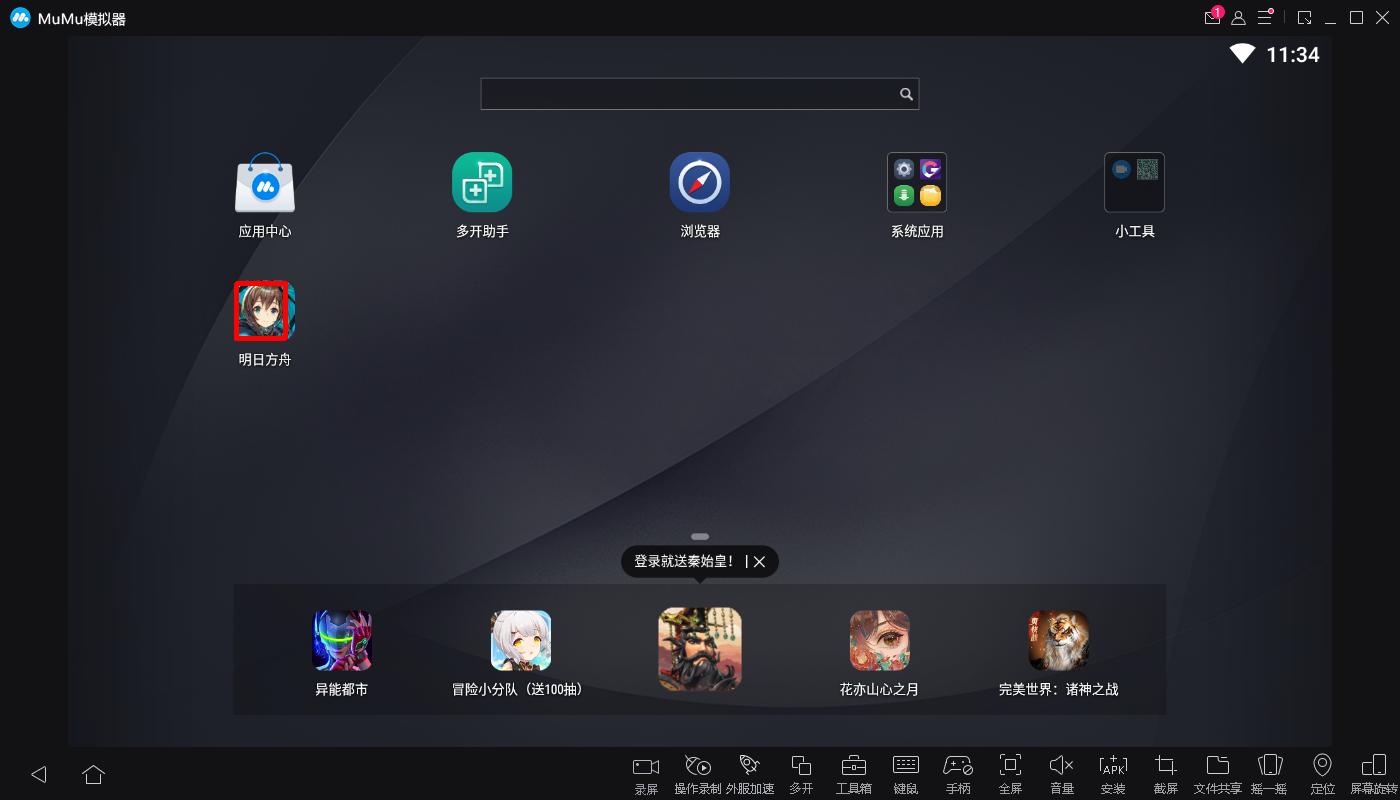 MuMu模拟器
1
11:34
应用中心
多开助手
浏览器
系统应用
小工具
明日方舟
登录就送秦始皇！
异能都市
冒险小分队（送100抽）
花亦山心之月
完美世界：诸神之战
APK
录屏
操作录制
外服加速
多开
工具箱
键鼠
手柄
全屏
音量
安装
截屏
文件共享
摇一摇
定位
屏幕旋转